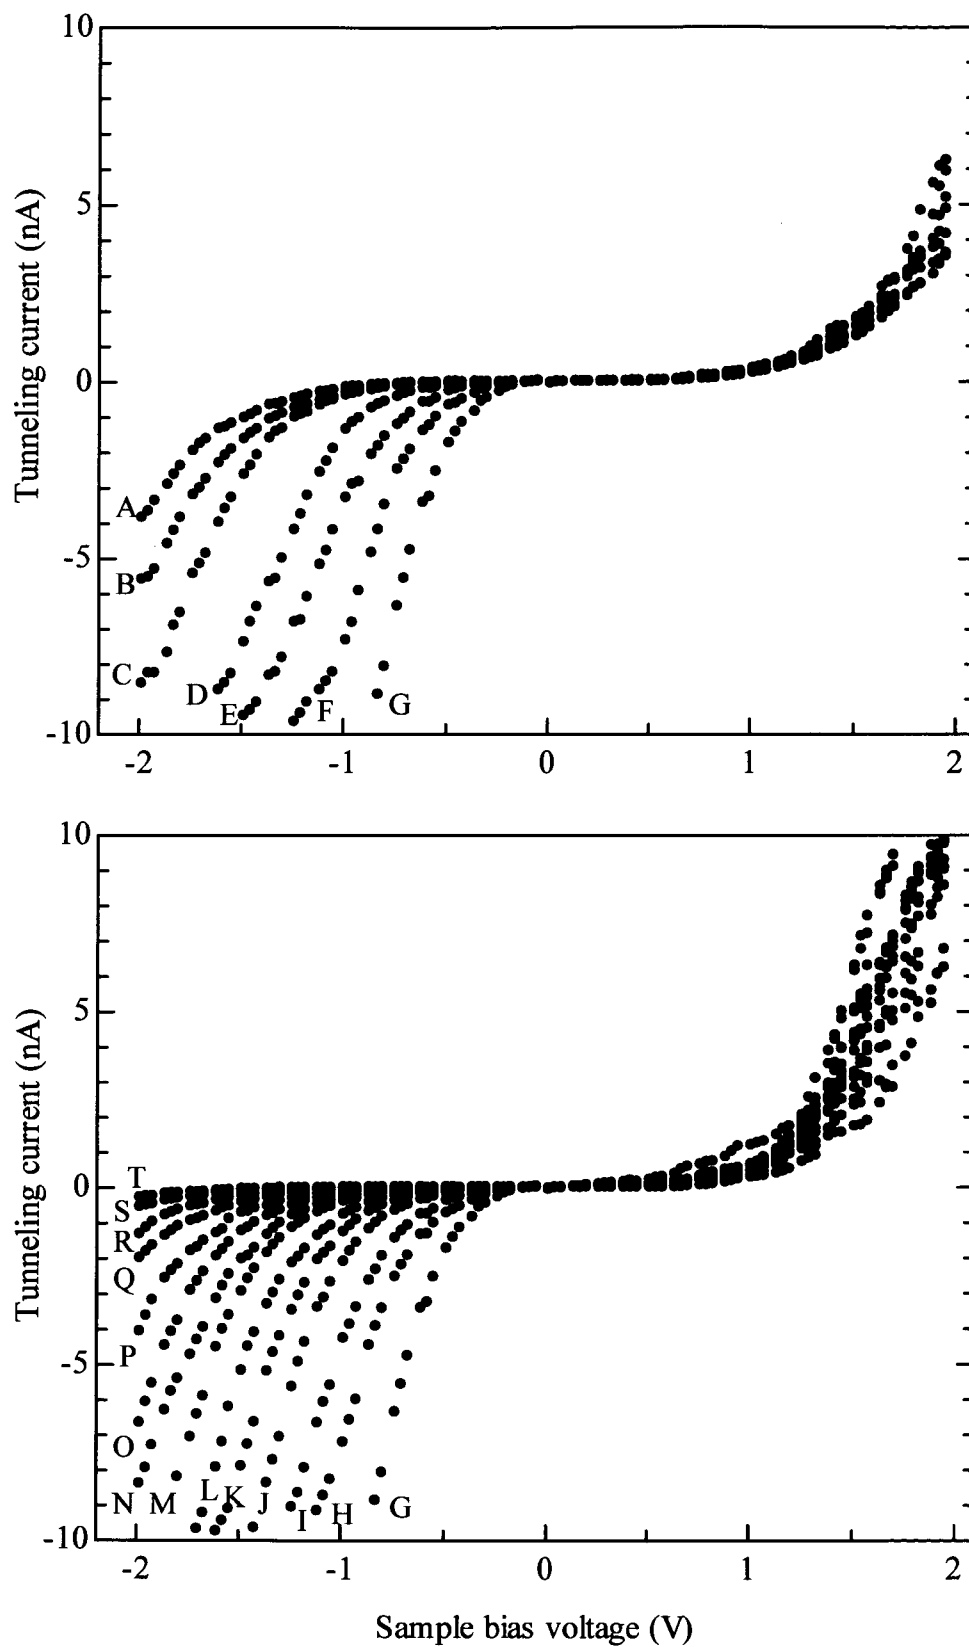 10
5
0
-5
-10
Tunneling current (nA)
A
B
C
D
E
F
G
-2
-1
0
1
2
10
5
0
-5
-10
Tunneling current (nA)
T
S
R
Q
P
O
N
M
L
K
J
I
H
G
-2
-1
0
1
2
Sample bias voltage (V)